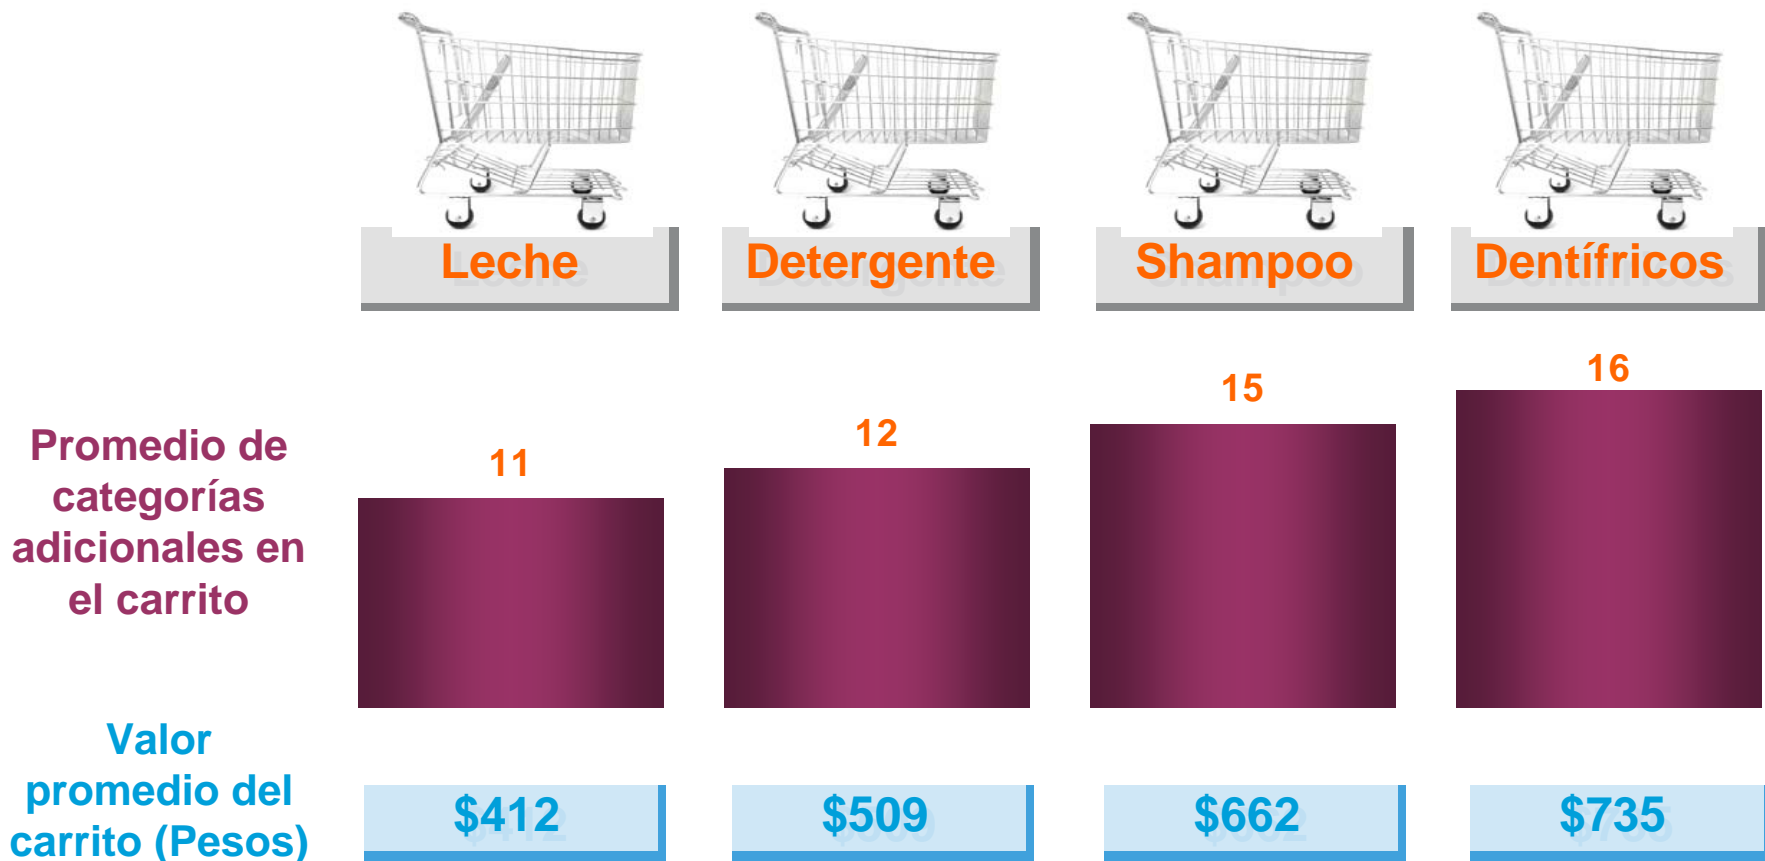 Leche
Detergente
Shampoo
Dentífricos
Promedio de
categorías
adicionales en
el carrito
11
12
15
16
Valor
promedio del
carrito (Pesos)
$412
$509
$662
$735